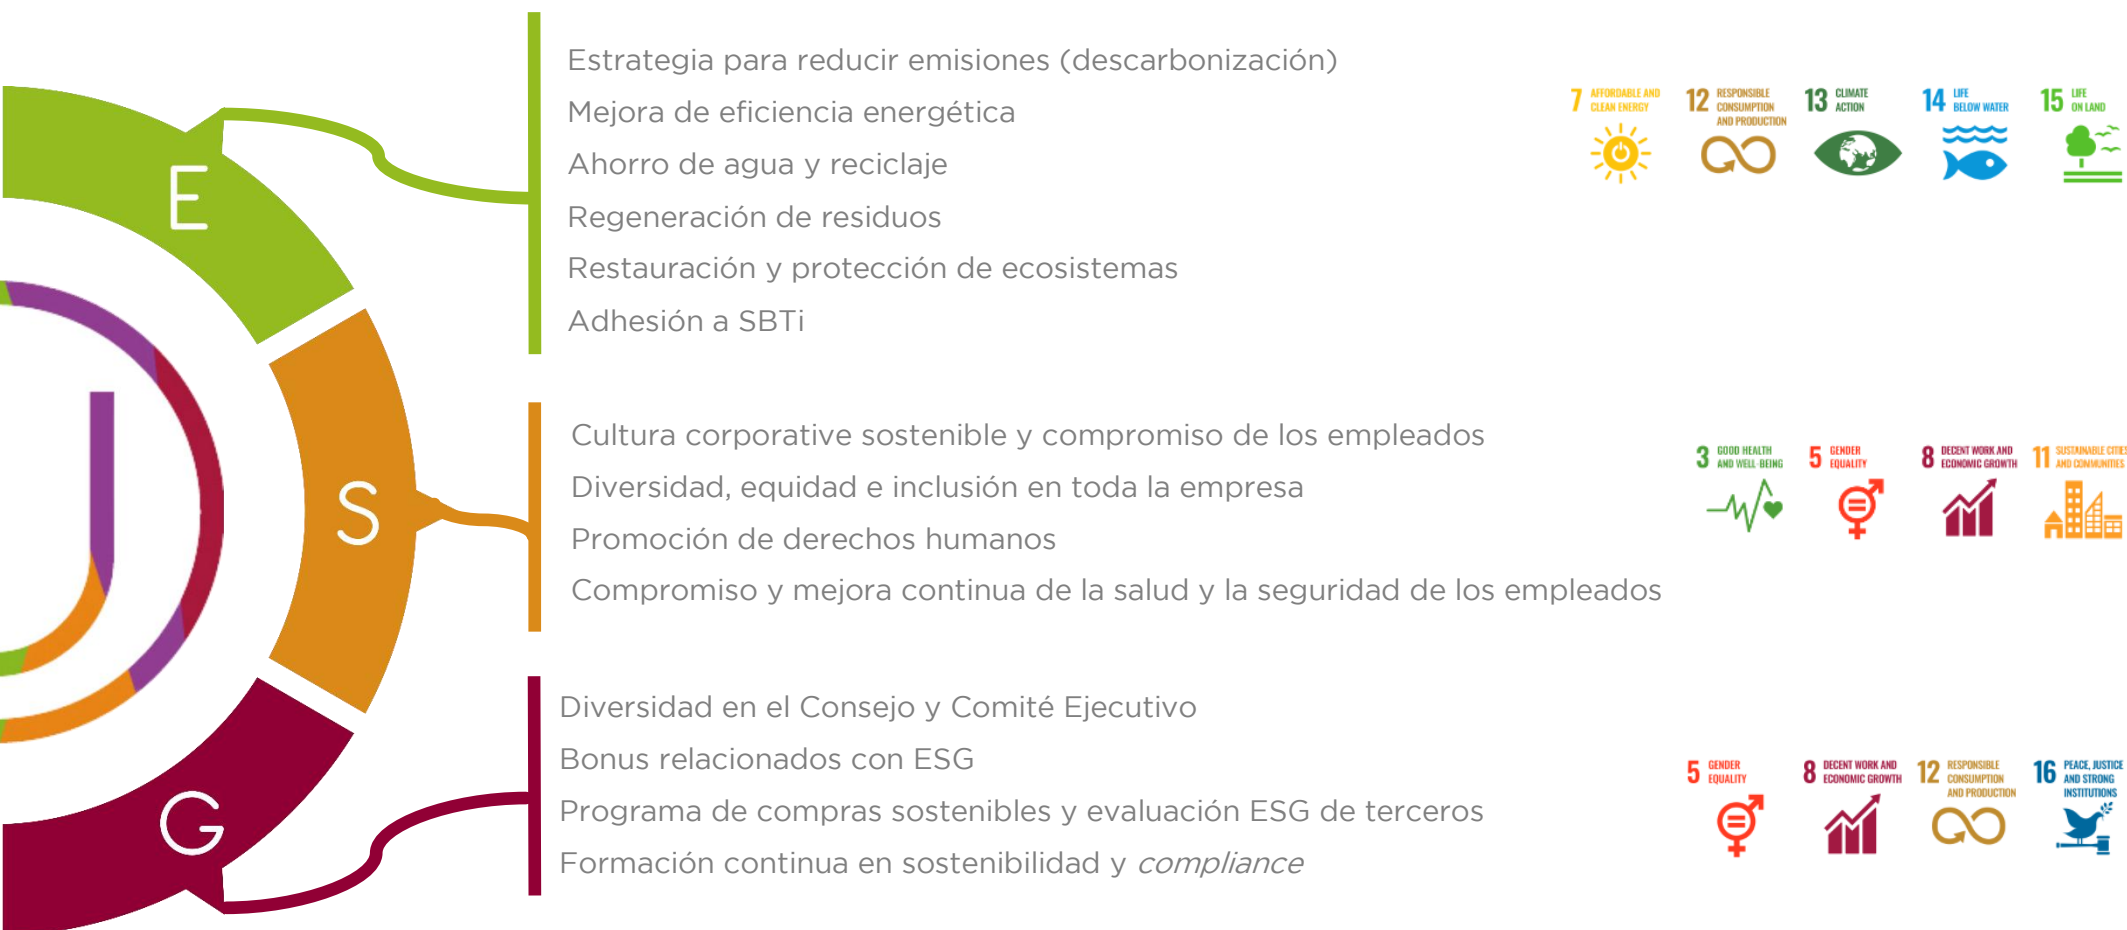 E
Estrategia para reducir emisiones (descarbonización)
Mejora de eficiencia energética
Ahorro de agua y reciclaje
Regeneración de residuos
Restauración y protección de ecosistemas
Adhesión a SBTi
7 AFFORDABLE AND
CLEAN ENERGY
12 RESPONSIBLE
CONSUMPTION
AND PRODUCTION
13 CLIMATE
ACTION
14 LIFE
BELOW WATER
15 LIFE
ON LAND
S
Cultura corporative sostenible y compromiso de los empleados
Diversidad, equidad e inclusión en toda la empresa
Promoción de derechos humanos
Compromiso y mejora continua de la salud y la seguridad de los empleados
3 GOOD HEALTH
AND WELL-BEING
5 GENDER
EQUALITY
8 DECENT WORK AND
ECONOMIC GROWTH
11 SUSTAINABLE CITIES
AND COMMUNITIES
G
Diversidad en el Consejo y Comité Ejecutivo
Bonus relacionados con ESG
Programa de compras sostenibles y evaluación ESG de terceros
Formación continua en sostenibilidad y compliance
5 GENDER
EQUALITY
8 DECENT WORK AND
ECONOMIC GROWTH
12 RESPONSIBLE
CONSUMPTION
AND PRODUCTION
16 PEACE, JUSTICE
AND STRONG
INSTITUTIONS